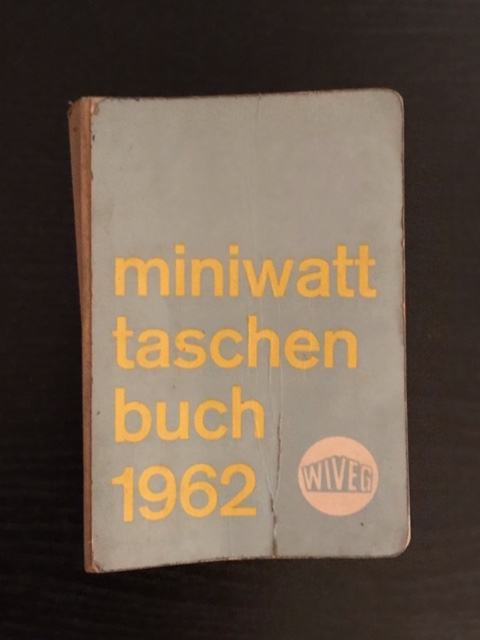 miniwatt
taschen
buch
1962
WIVEG